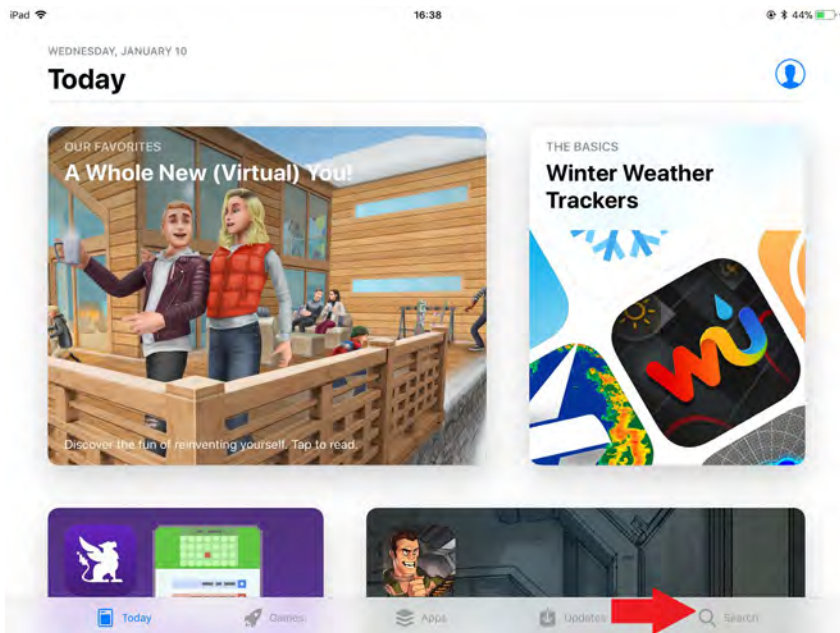 iPad 16:38 44%
WEDNESDAY, JANUARY 10
Today
OUR FAVORITES
A Whole New (Virtual) You!
Discover the fun of reinventing yourself. Tap to read.
THE BASICS
Winter Weather
Trackers
Today Games Apps Updates Search